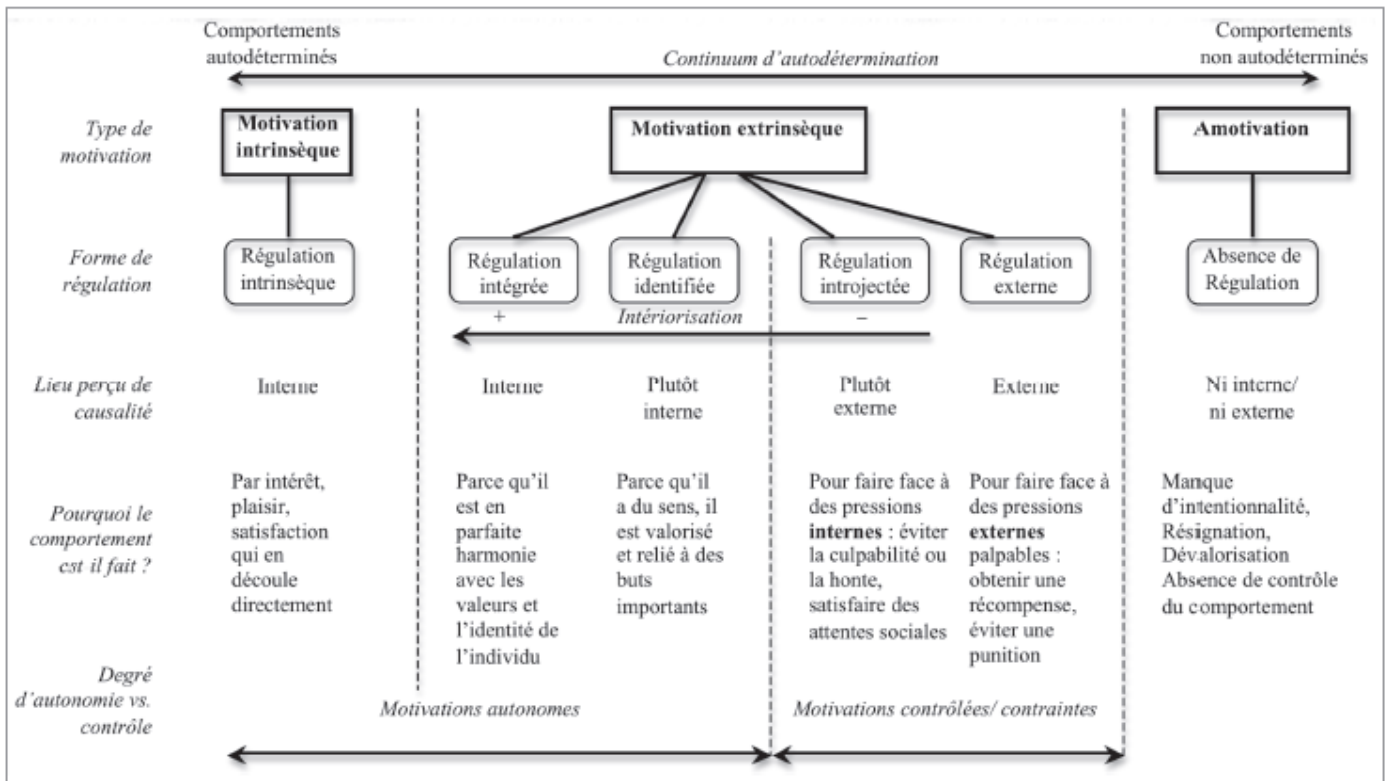 Comportements
autodéterminés
Continuum d'autodétermination
Comportements
non autodéterminés
Type de
motivation
Motivation
intrinsèque
Motivation extrinsèque
Amotivation
Forme de
régulation
Régulation
intrinsèque
Régulation
intégrée
Régulation
identifiée
Régulation
introjectée
Régulation
externe
Absence de
Régulation
+
Intériorisation
–
Lieu perçu de
causalité
Interne
Interne
Plutôt
interne
Plutôt
externe
Externe
Ni interne/
ni externe
Pourquoi le
comportement
est il fait ?
Par intérêt,
plaisir,
satisfaction
qui en
découle
directement
Parce qu'il
est en
parfaite
harmonie
avec les
valeurs et
l'identité de
l'individu
Parce qu'il
a du sens, il
est valorisé
et relié à des
buts
importants
Pour faire face à
des pressions
internes : éviter
la culpabilité ou
la honte,
satisfaire des
attentes sociales
Pour faire face à
des pressions
externes
palpables :
obtenir une
récompense,
éviter une
punition
Manque
d'intentionnalité,
Résignation,
Dévalorisation
Absence de contrôle
du comportement
Degré
d'autonomie vs.
contrôle
Motivations autonomes
Motivations contrôlées/ contraintes